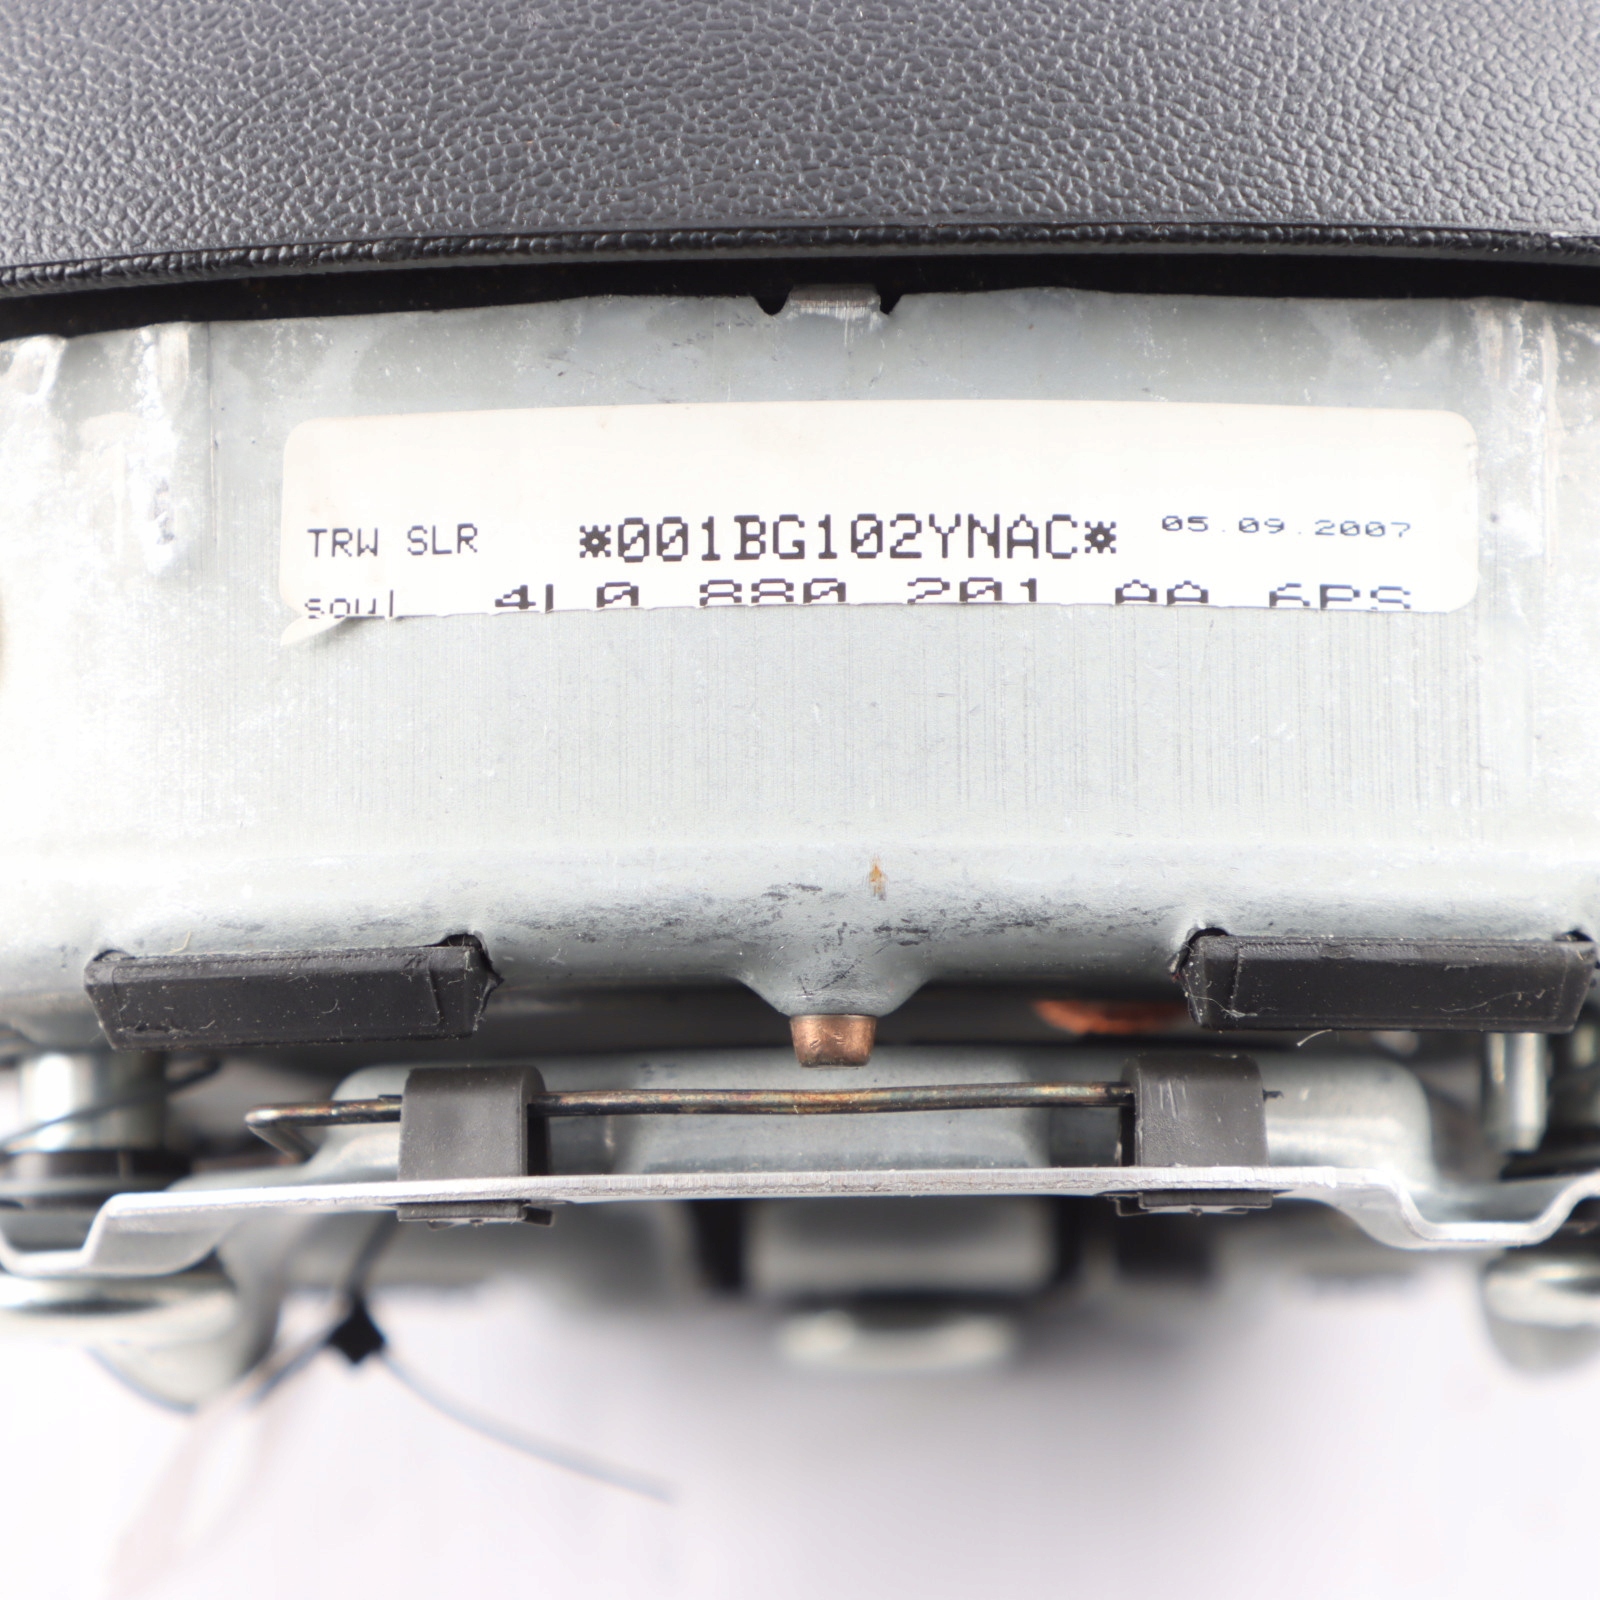 TRW SLR *001BG102YNAC* 05.09.2007
4L0 880 201 AA 6PS